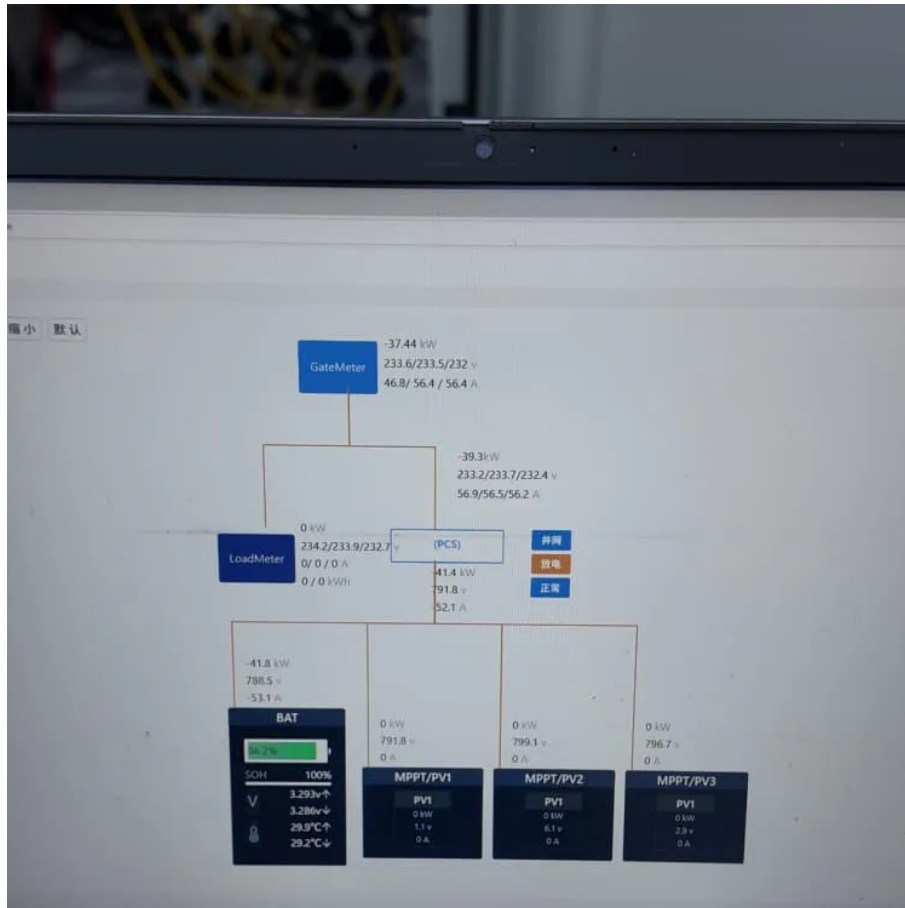 缩小 默认
-37.44 kW
GateMeter
233.6/233.5/232 v
46.8/ 56.4 / 56.4 A
-39.3kW
233.2/233.7/232.4 v
56.9/56.5/56.2 A
0 kW
LoadMeter
234.2/233.9/232.7 v
0/ 0 / 0 A
0 / 0 kWh
(PCS)
并网
放电
正常
-41.4 kW
791.8 v
-52.1 A
-41.8 kW
788.5 v
-53.1 A
BAT
86.2%
SOH 100%
V
3.293v↑
3.286v↓
29.9°C↑
29.2°C↓
0 kW
791.8 v
0 A
MPPT/PV1
PV1
0 kW
1.1 v
0 A
0 kW
799.1 v
0 A
MPPT/PV2
PV1
0 kW
6.1 v
0 A
0 kW
796.7 v
0 A
MPPT/PV3
PV1
0 kW
2.9 v
0 A